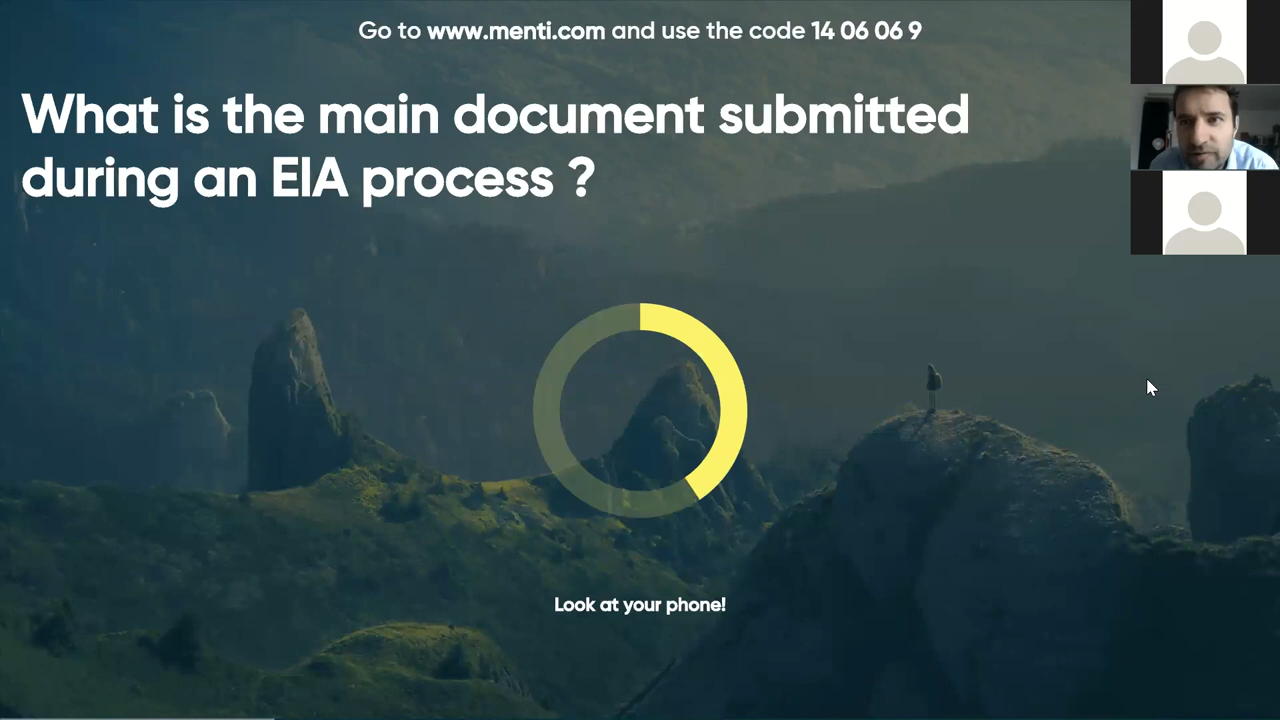 Go to www.menti.com and use the code 14 06 06 9
What is the main document submitted
during an EIA process ?
Look at your phone!